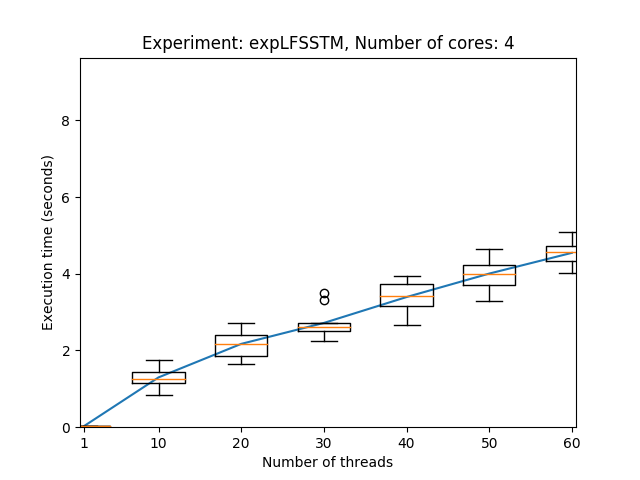 Experiment: expLFSSTM, Number of cores: 4
Execution time (seconds)
8
6
4
2
0
1 10 20 30 40 50 60
Number of threads